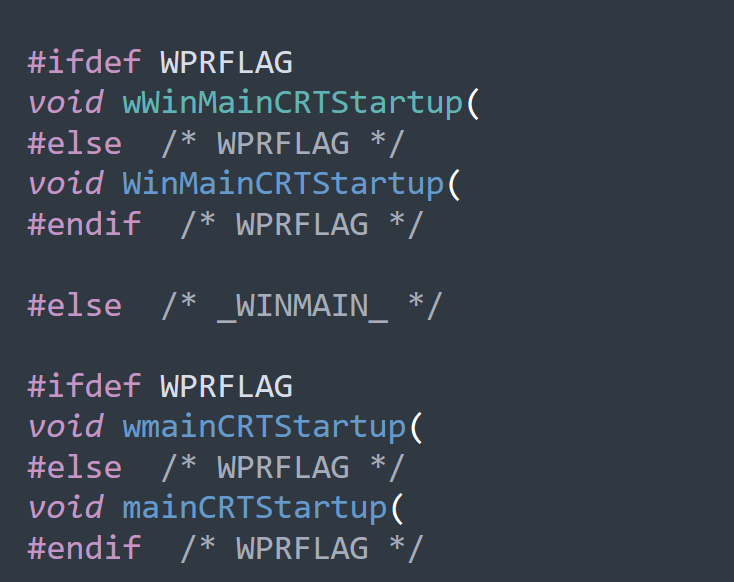 #ifdef WPRFLAG
void wWinMainCRTStartup(
#else  /* WPRFLAG */
void WinMainCRTStartup(
#endif  /* WPRFLAG */
#else  /* _WINMAIN_ */
#ifdef WPRFLAG
void wmainCRTStartup(
#else  /* WPRFLAG */
void mainCRTStartup(
#endif  /* WPRFLAG */